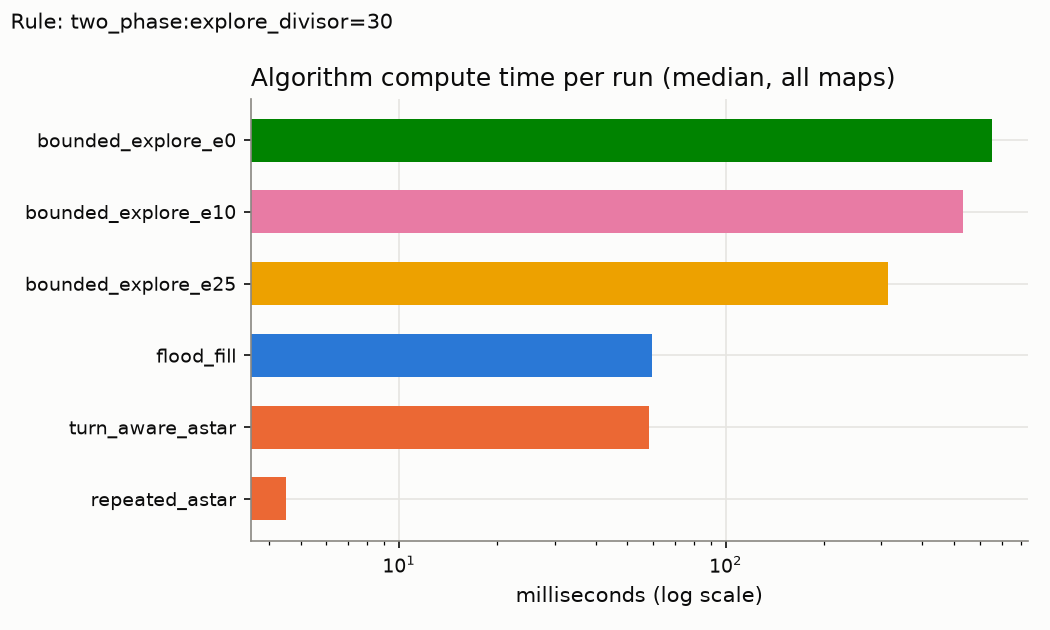 Rule: two_phase:explore_divisor=30
Algorithm compute time per run (median, all maps)
bounded_explore_e0
bounded_explore_e10
bounded_explore_e25
flood_fill
turn_aware_astar
repeated_astar
10¹ 10²
milliseconds (log scale)